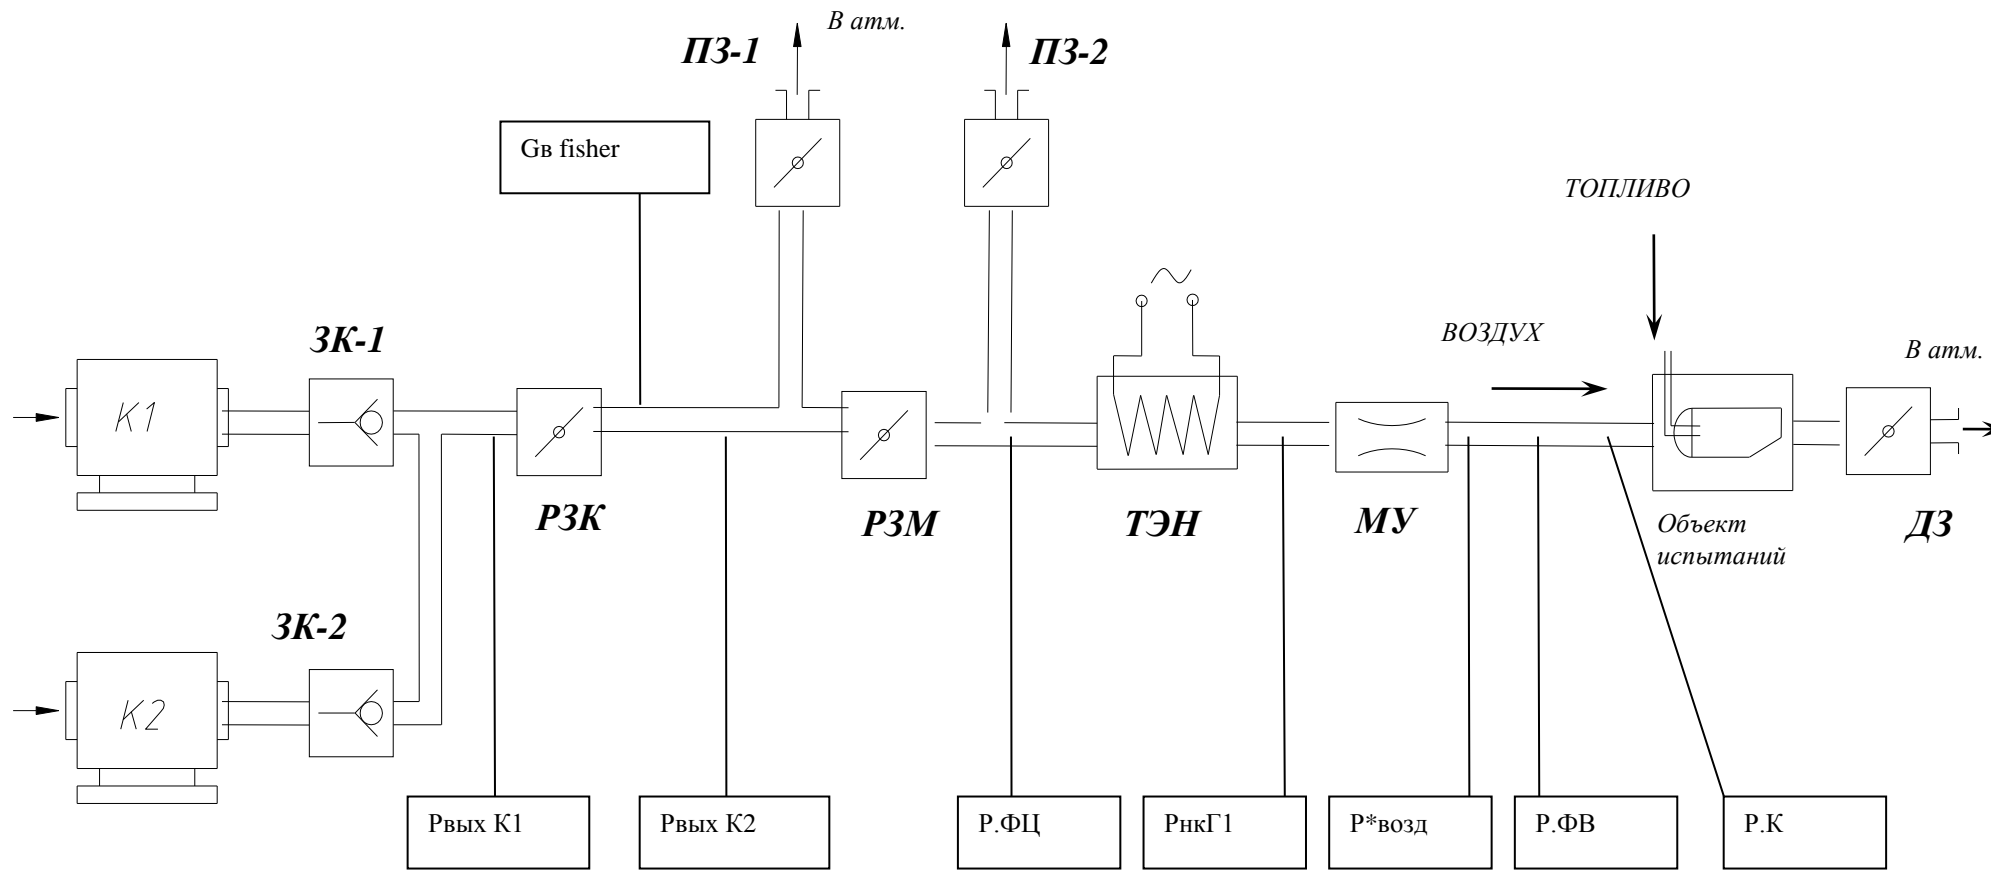 В атм.
ПЗ-1
ПЗ-2
Gв fisher
ТОПЛИВО
ЗК-1
ВОЗДУХ
В атм.
К1
РЗК
РЗМ
ТЭН
МУ
Объект
испытаний
ДЗ
ЗК-2
К2
Рвых К1
Рвых К2
Р.ФЦ
РнкГ1
Р*возд
Р.ФВ
Р.К